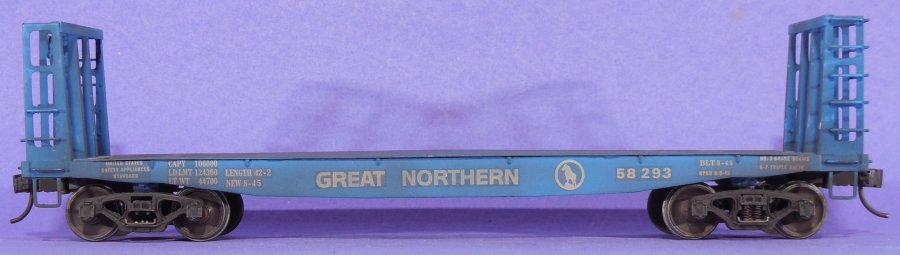 UNITED STATES
SAFETY APPLIANCES
STANDARD
CAPY 100000
LD LMT 124300
LT WT 44700
LENGTH 42-2
NEW 8-45
GREAT NORTHERN
58 293
BLT 8-45